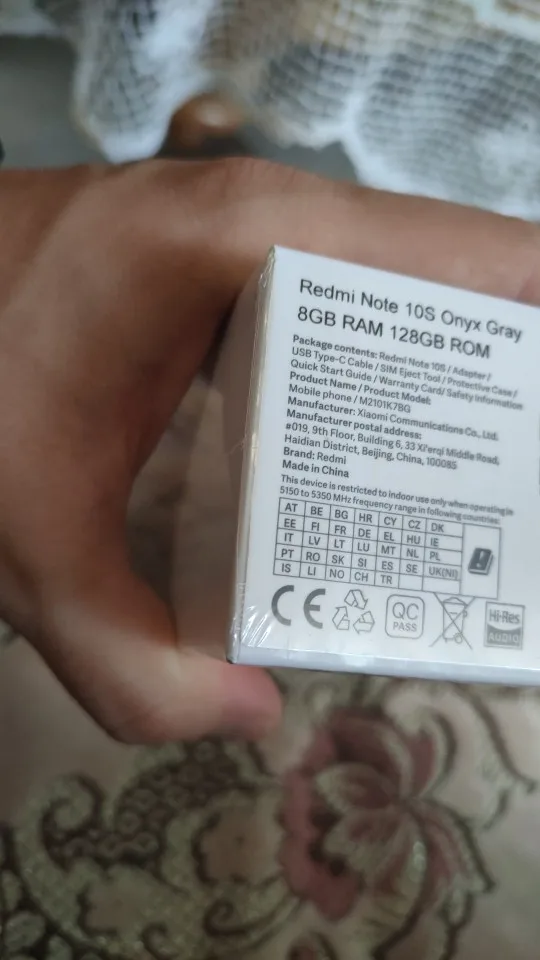 Redmi Note 10S Onyx Gray
8GB RAM 128GB ROM
Package contents: Redmi Note 10S / Adapter /
USB Type-C Cable / SIM Eject Tool / Protective Case /
Quick Start Guide / Warranty Card/ Safety Information
Product Name / Product Model:
Mobile phone / M2101K7BG
Manufacturer: Xiaomi Communications Co., Ltd.
Manufacturer postal address:
#019, 9th Floor, Building 6, 33 Xi'erqi Middle Road,
Haidian District, Beijing, China, 100085
Brand: Redmi
Made in China
This device is restricted to indoor use only when operating in
5150 to 5350 MHz frequency range in following countries:
AT BE BG HR CY CZ DK
EE FI FR DE EL HU IE
IT LV LT LU MT NL PL
PT RO SK SI ES SE UK(NI)
IS LI NO CH TR
CE
QC
PASS
Hi-Res
AUDIO